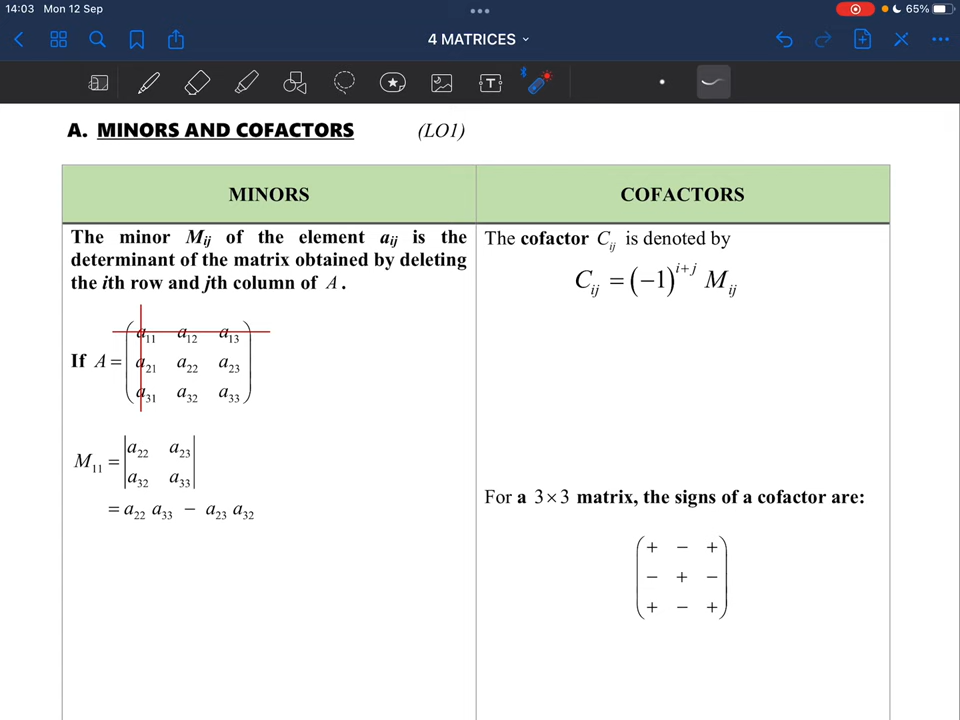 14:03 Mon 12 Sep
65%
4 MATRICES
T
A. MINORS AND COFACTORS (LO1)
MINORS
The minor Mij of the element aij is the
determinant of the matrix obtained by deleting
the ith row and jth column of A.
If A = ( a11 a12 a13
a21 a22 a23
a31 a32 a33 )
M11 = | a22 a23
a32 a33 |
= a22 a33 − a23 a32
COFACTORS
The cofactor Cij is denoted by
Cij = (−1)^i+j Mij
For a 3×3 matrix, the signs of a cofactor are:
( + − +
− + −
+ − + )